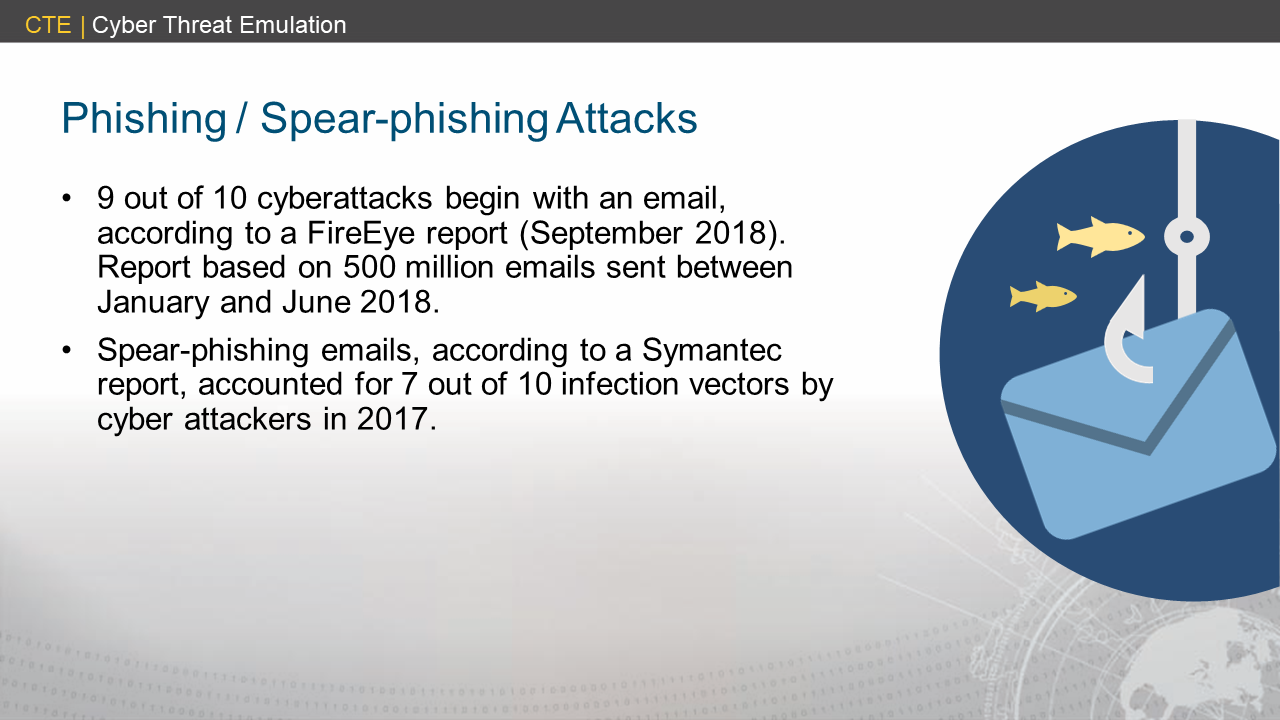 CTE | Cyber Threat Emulation
Phishing / Spear-phishing Attacks
• 9 out of 10 cyberattacks begin with an email,
according to a FireEye report (September 2018).
Report based on 500 million emails sent between
January and June 2018.
• Spear-phishing emails, according to a Symantec
report, accounted for 7 out of 10 infection vectors by
cyber attackers in 2017.